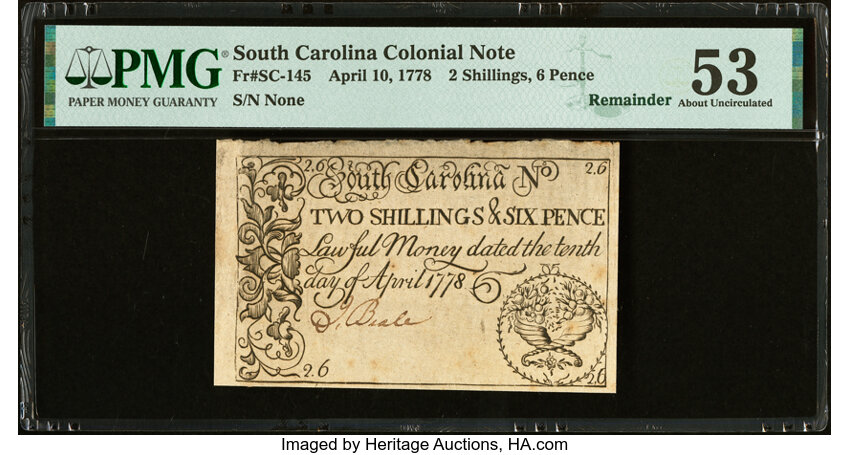 PMG®
PAPER MONEY GUARANTY
South Carolina Colonial Note
Fr#SC-145 April 10, 1778 2 Shillings, 6 Pence
S/N None
Remainder
53
About Uncirculated
2.6 South Carolina No 2.6
TWO SHILLINGS & SIX PENCE
Lawful Money dated the tenth
day of April 1778
J. Beale
2.6
2.6
Imaged by Heritage Auctions, HA.com